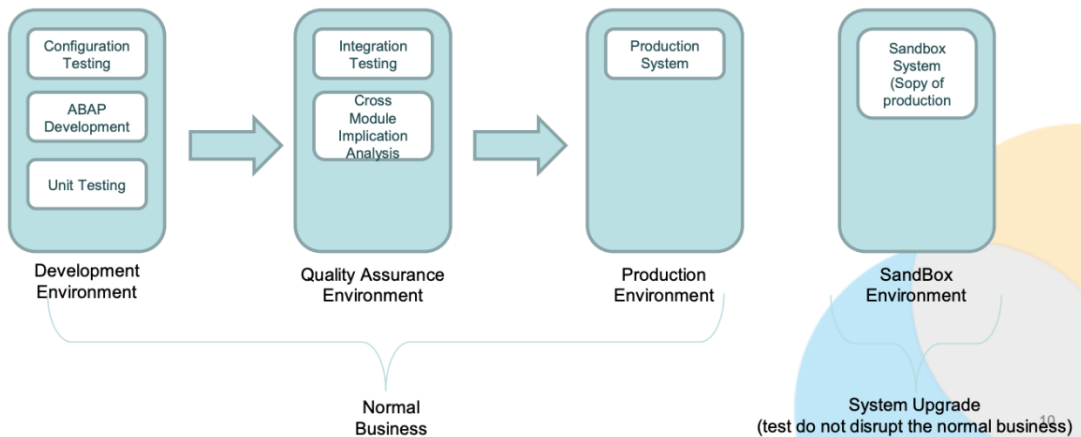 Configuration
Testing
ABAP
Development
Unit Testing
Development
Environment
Integration
Testing
Cross
Module
Implication
Analysis
Quality Assurance
Environment
Production
System
Production
Environment
Sandbox
System
(Sopy of
production
SandBox
Environment
Normal
Business
System Upgrade
(test do not disrupt the normal business)